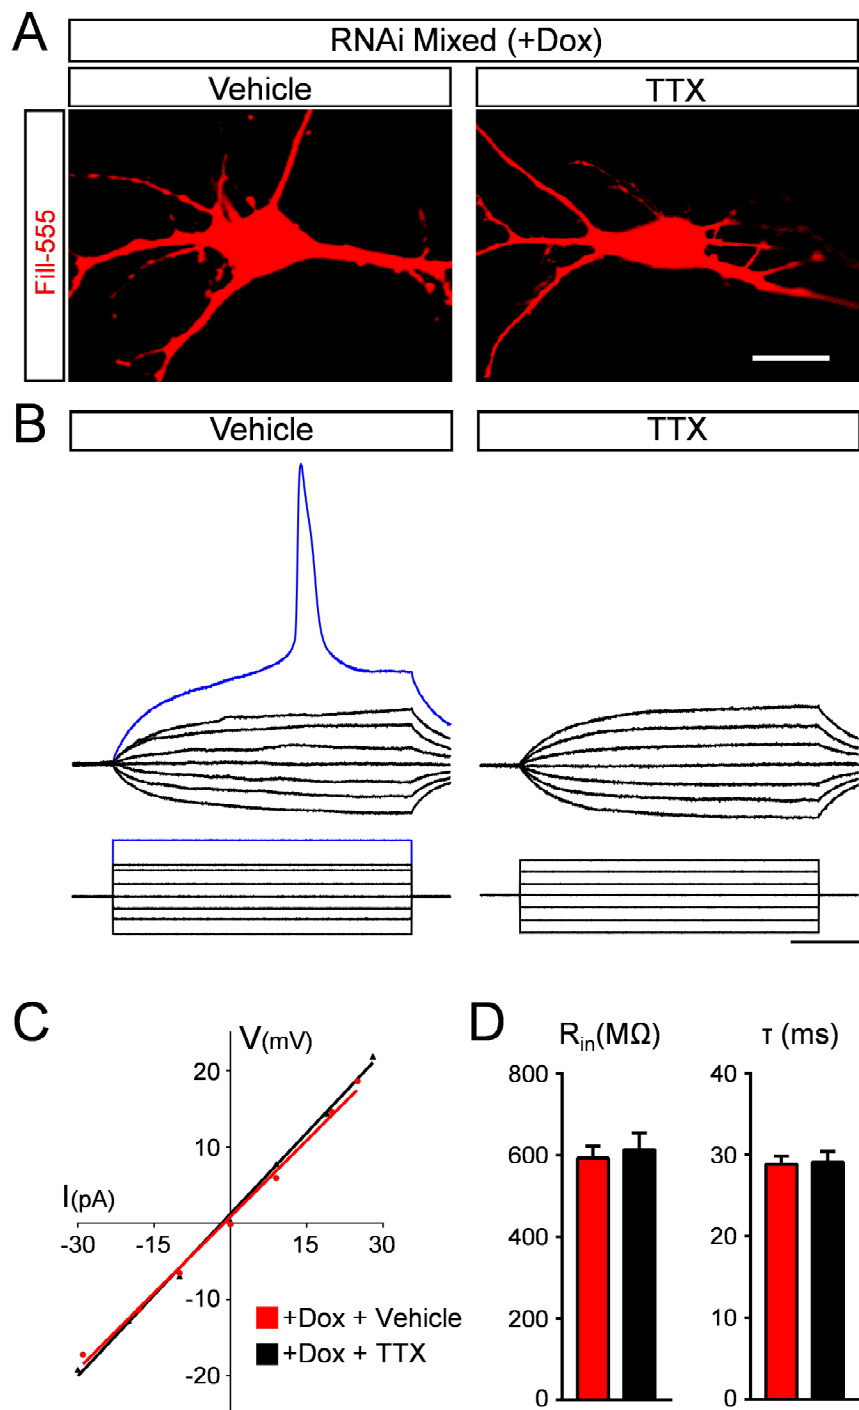 A
RNAi Mixed (+Dox)
Vehicle
TTX
Fill-555
B
Vehicle
TTX
C
V(mV)
20
10
I(pA)
-30
-15
15
30
-10
-20
+Dox + Vehicle
+Dox + TTX
D
Rin(MΩ)
800
600
400
200
0
τ (ms)
40
30
20
10
0